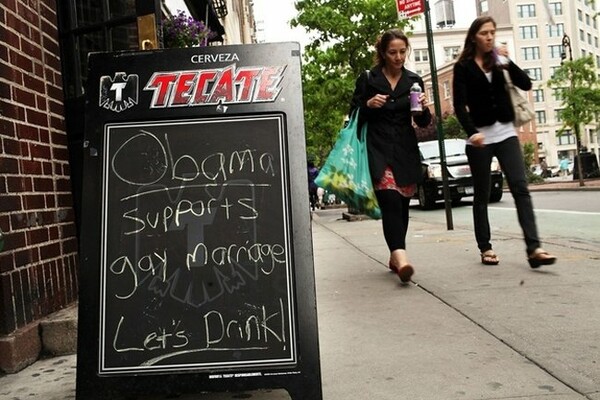 CERVEZA
T TECATE
Obama
supports
gay marriage
Let's Drink!